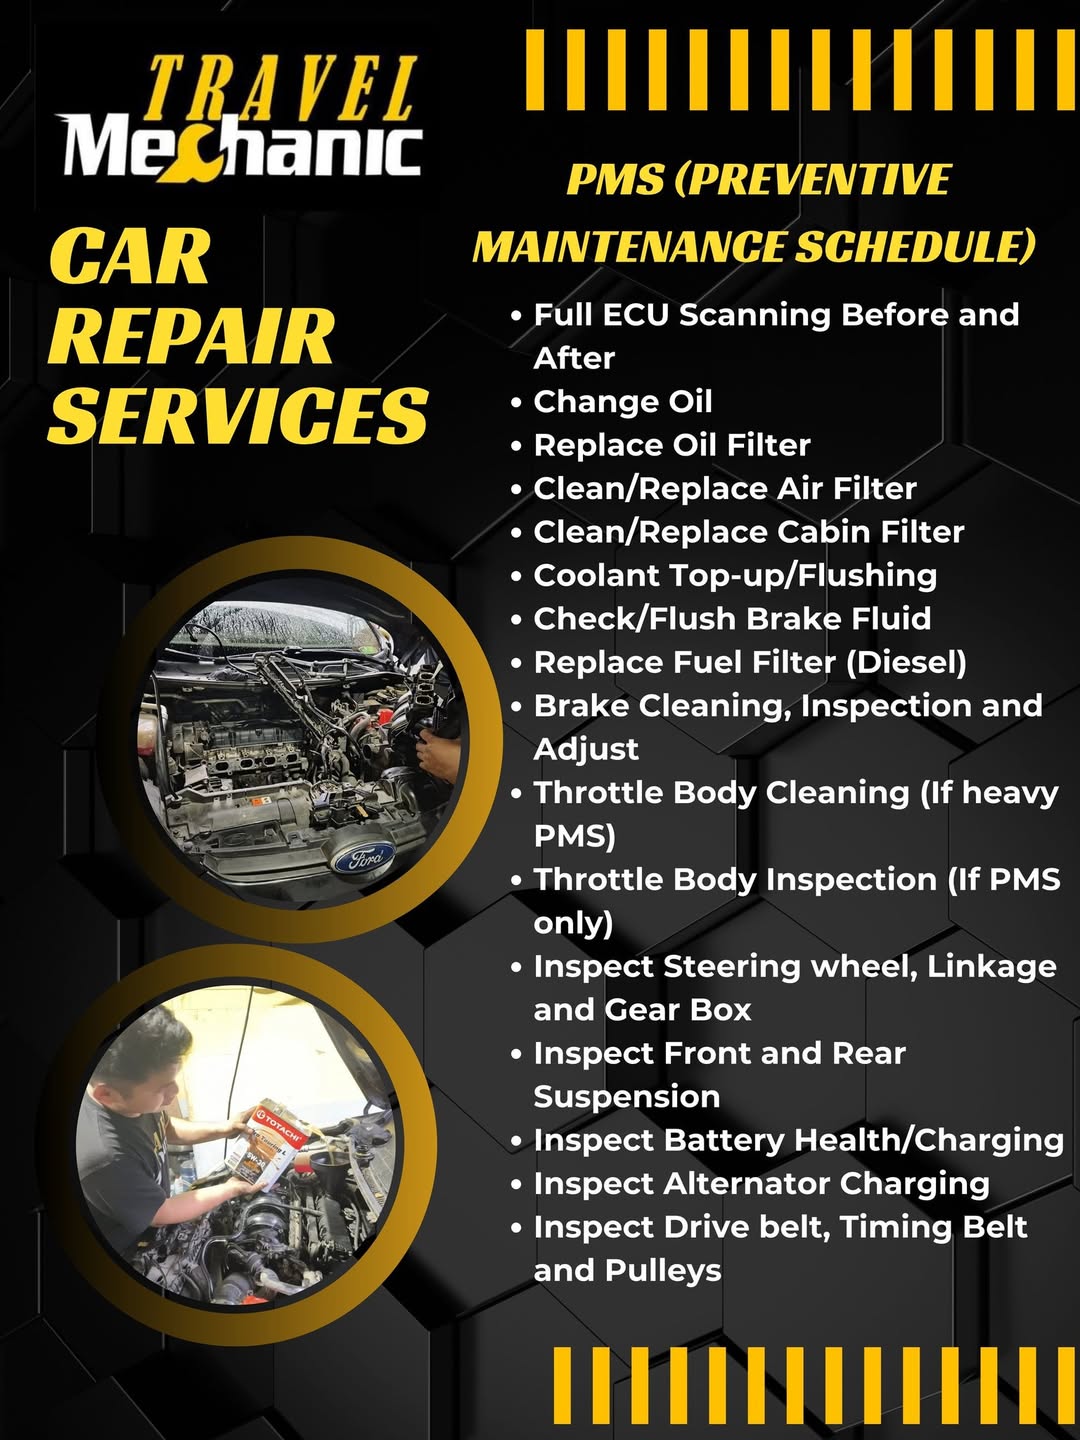 TRAVEL
Mechanic
CAR
REPAIR
SERVICES
PMS (PREVENTIVE
MAINTENANCE SCHEDULE)
• Full ECU Scanning Before and
After
• Change Oil
• Replace Oil Filter
• Clean/Replace Air Filter
• Clean/Replace Cabin Filter
• Coolant Top-up/Flushing
• Check/Flush Brake Fluid
• Replace Fuel Filter (Diesel)
• Brake Cleaning, Inspection and
Adjust
• Throttle Body Cleaning (If heavy
PMS)
• Throttle Body Inspection (If PMS
only)
• Inspect Steering wheel, Linkage
and Gear Box
• Inspect Front and Rear
Suspension
• Inspect Battery Health/Charging
• Inspect Alternator Charging
• Inspect Drive belt, Timing Belt
and Pulleys
Ford
TOTACHI
5W-30